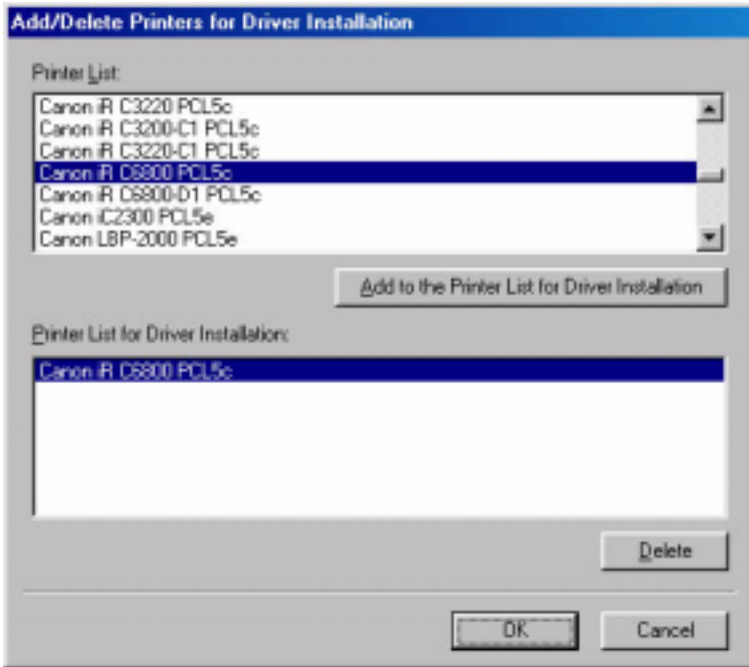 Add/Delete Printers for Driver Installation
Printer List:
Canon iR C3220 PCL5c
Canon iR C3200-C1 PCL5c
Canon iR C3220-C1 PCL5c
Canon iR C6800 PCL5c
Canon iR C6800-D1 PCL5c
Canon iC2300 PCL5e
Canon LBP-2000 PCL5e
Add to the Printer List for Driver Installation
Printer List for Driver Installation:
Canon iR C6800 PCL5c
Delete
OK
Cancel